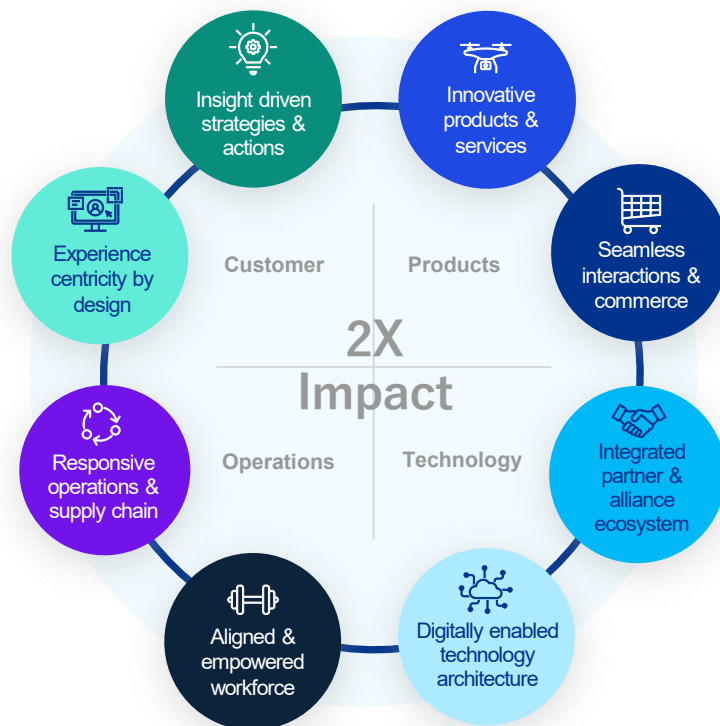 Insight driven
strategies &
actions
Innovative
products &
services
Experience
centricity by
design
Customer
Products
Seamless
interactions &
commerce
2X
Impact
Responsive
operations &
supply chain
Operations
Technology
Integrated
partner &
alliance
ecosystem
Aligned &
empowered
workforce
Digitally enabled
technology
architecture